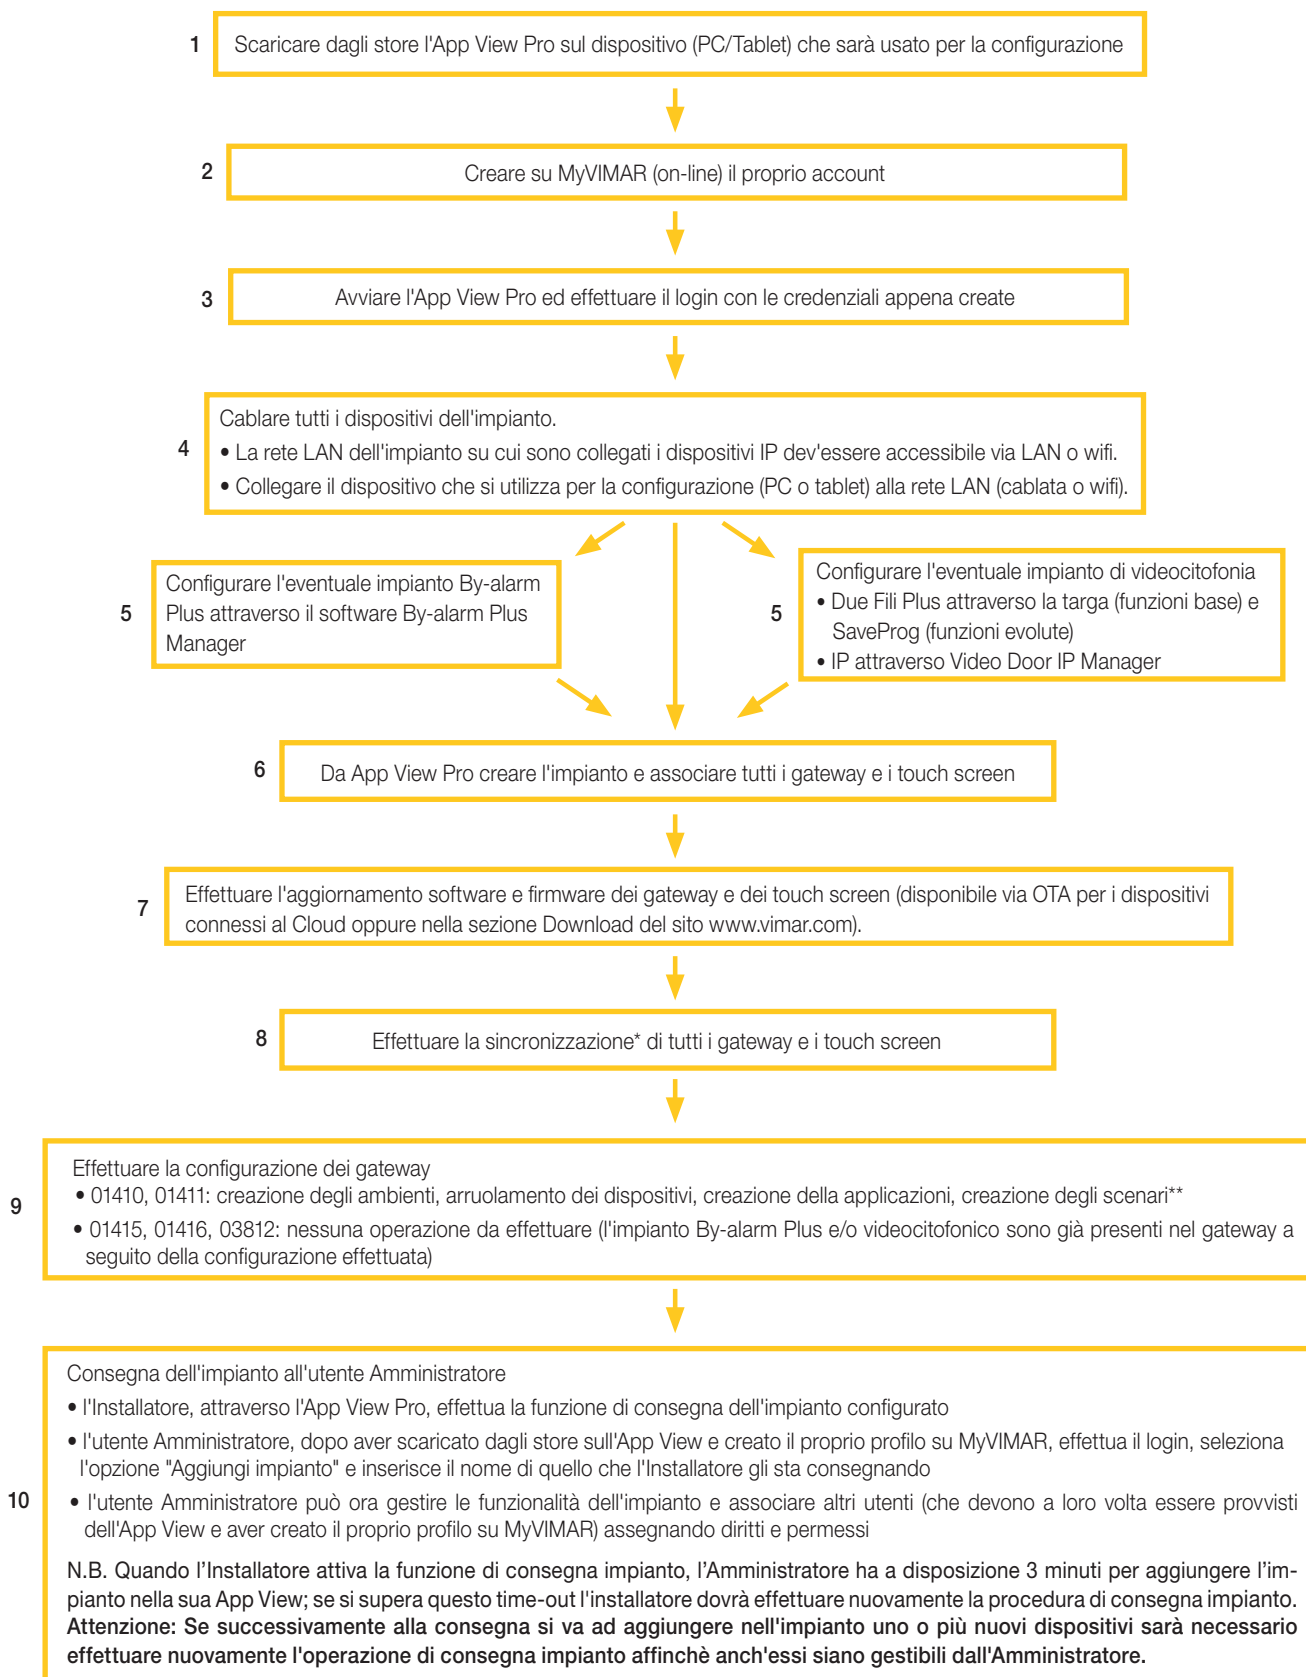 1
Scaricare dagli store l'App View Pro sul dispositivo (PC/Tablet) che sarà usato per la configurazione
2
Creare su MyVIMAR (on-line) il proprio account
3
Avviare l'App View Pro ed effettuare il login con le credenziali appena create
4
Cablare tutti i dispositivi dell'impianto.
• La rete LAN dell'impianto su cui sono collegati i dispositivi IP dev'essere accessibile via LAN o wifi.
• Collegare il dispositivo che si utilizza per la configurazione (PC o tablet) alla rete LAN (cablata o wifi).
5
Configurare l'eventuale impianto By-alarm
Plus attraverso il software By-alarm Plus
Manager
5
Configurare l'eventuale impianto di videocitofonia
• Due Fili Plus attraverso la targa (funzioni base) e
SaveProg (funzioni evolute)
• IP attraverso Video Door IP Manager
6
Da App View Pro creare l'impianto e associare tutti i gateway e i touch screen
7
Effettuare l'aggiornamento software e firmware dei gateway e dei touch screen (disponibile via OTA per i dispositivi
connessi al Cloud oppure nella sezione Download del sito www.vimar.com).
8
Effettuare la sincronizzazione* di tutti i gateway e i touch screen
9
Effettuare la configurazione dei gateway
• 01410, 01411: creazione degli ambienti, arruolamento dei dispositivi, creazione della applicazioni, creazione degli scenari**
• 01415, 01416, 03812: nessuna operazione da effettuare (l'impianto By-alarm Plus e/o videocitofonico sono già presenti nel gateway a
seguito della configurazione effettuata)
10
Consegna dell'impianto all'utente Amministratore
• l'Installatore, attraverso l'App View Pro, effettua la funzione di consegna dell'impianto configurato
• l'utente Amministratore, dopo aver scaricato dagli store sull'App View e creato il proprio profilo su MyVIMAR, effettua il login, seleziona
l'opzione "Aggiungi impianto" e inserisce il nome di quello che l'Installatore gli sta consegnando
• l'utente Amministratore può ora gestire le funzionalità dell'impianto e associare altri utenti (che devono a loro volta essere provvisti
dell'App View e aver creato il proprio profilo su MyVIMAR) assegnando diritti e permessi
N.B. Quando l’Installatore attiva la funzione di consegna impianto, l’Amministratore ha a disposizione 3 minuti per aggiungere l’im-
pianto nella sua App View; se si supera questo time-out l'installatore dovrà effettuare nuovamente la procedura di consegna impianto.
Attenzione: Se successivamente alla consegna si va ad aggiungere nell'impianto uno o più nuovi dispositivi sarà necessario
effettuare nuovamente l'operazione di consegna impianto affinchè anch'essi siano gestibili dall'Amministratore.